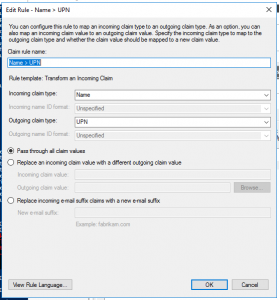 Edit Rule - Name > UPN
You can configure this rule to map an incoming claim type to an outgoing claim type. As an option, you can
also map an incoming claim value to an outgoing claim value. Specify the incoming claim type to map to the
outgoing claim type and whether the claim value should be mapped to a new claim value.
Claim rule name:
Name > UPN
Rule template: Transform an Incoming Claim
Incoming claim type: Name
Incoming name ID format: Unspecified
Outgoing claim type: UPN
Outgoing name ID format: Unspecified
Pass through all claim values
Replace an incoming claim value with a different outgoing claim value
Incoming claim value:
Outgoing claim value: Browse...
Replace incoming e-mail suffix claims with a new e-mail suffix
New e-mail suffix:
Example: fabrikam.com
View Rule Language... OK Cancel